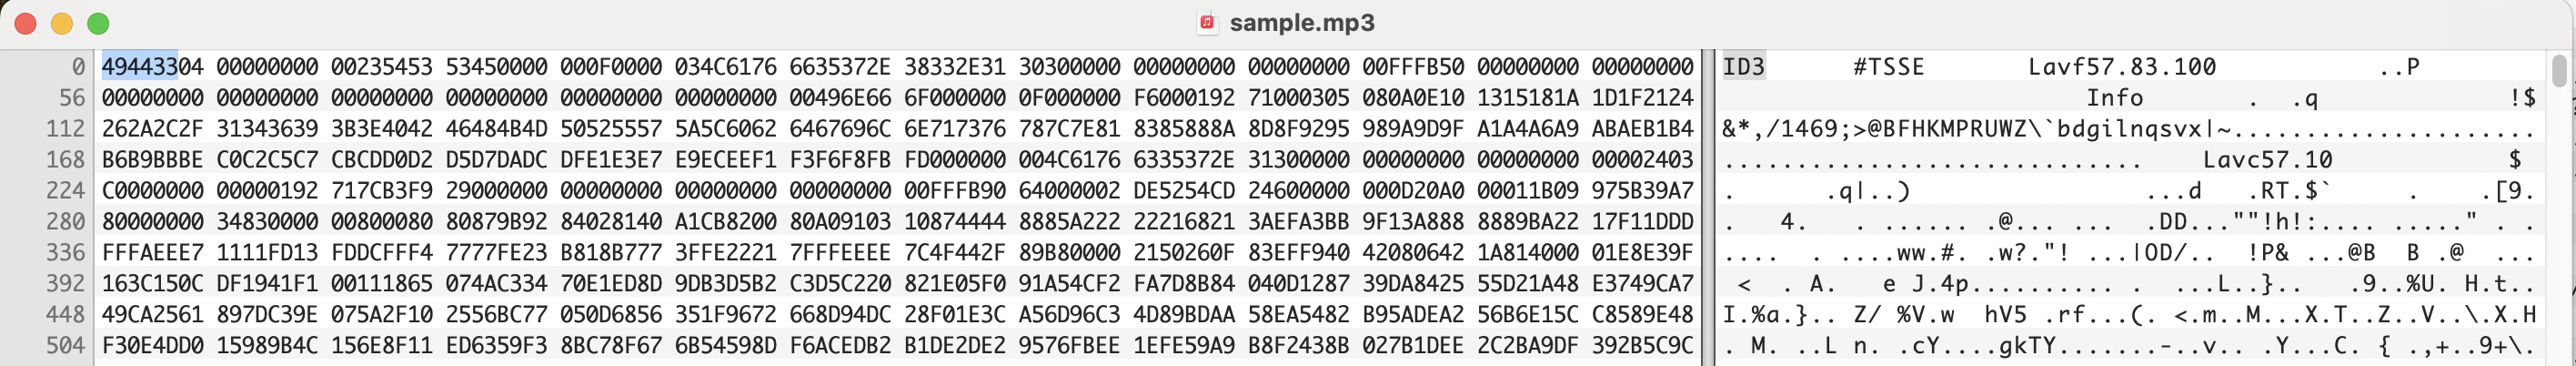 sample.mp3
0 49443304 00000000 00235453 53450000 000F0000 034C6176 6635372E 38332E31 30300000 00000000 00000000 00FFFB50 00000000 00000000 ID3 #TSSE Lavf57.83.100 ..P
56 00000000 00000000 00000000 00000000 00000000 00000000 00496E66 6F000000 0F000000 F6000192 71000305 080A0E10 1315181A 1D1F2124 Info . .q !$
112 262A2C2F 31343639 3B3E4042 46484B4D 50525557 5A5C6062 6467696C 6E717376 787C7E81 8385888A 8D8F9295 989A9D9F A1A4A6A9 ABAEB1B4 &*,/1469;>@BFHKMPRUWZ\`bdgilnqsvx|~......................
168 B6B9BBBE C0C2C5C7 CBCDD0D2 D5D7DADC DFE1E3E7 E9ECEEF1 F3F6F8FB FD000000 004C6176 6335372E 31300000 00000000 00000000 00002403 ............................ Lavc57.10 $
224 C0000000 00000192 717CB3F9 29000000 00000000 00000000 00000000 00FFFB90 64000002 DE5254CD 24600000 000D20A0 00011B09 975B39A7 . .q|..) ...d .RT.$` . .[9.
280 80000000 34830000 00800080 80879B92 84028140 A1CB8200 80A09103 10874444 8885A222 22216821 3AEFA3BB 9F13A888 8889BA22 17F11DDD . 4. . ...... .@... ... .DD...""!h!:....... ....." . .
336 FFFAEEE7 1111FD13 FDDCFFF4 7777FE23 B818B777 3FFE2221 7FFFEEEE 7C4F442F 89B80000 2150260F 83EFF940 42080642 1A814000 01E8E39F .... . ....ww.#. .w?."! ...|OD/.. !P& ...@B B .@ ...
392 163C150C DF1941F1 00111865 074AC334 70E1ED8D 9DB3D5B2 C3D5C220 821E05F0 91A54CF2 FA7D8B84 040D1287 39DA8425 55D21A48 E3749CA7 < . A. e J.4p.......... . ...L..}.. .9..%U. H.t..
448 49CA2561 897DC39E 075A2F10 2556BC77 050D6856 351F9672 668D94DC 28F01E3C A56D96C3 4D89BDAA 58EA5482 B95ADEA2 56B6E15C C8589E48 I.%a.}.. Z/ %V.w hV5 .rf...(. <.m..M...X.T..Z..V..\.X.H
504 F30E4DD0 15989B4C 156E8F11 ED6359F3 8BC78F67 6B54598D F6ACEDB2 B1DE2DE2 9576FBEE 1EFE59A9 B8F2438B 027B1DEE 2C2BA9DF 392B5C9C . M. ..L n. .cY....gkTY.......-..v.. .Y...C. { .,+..9+\.